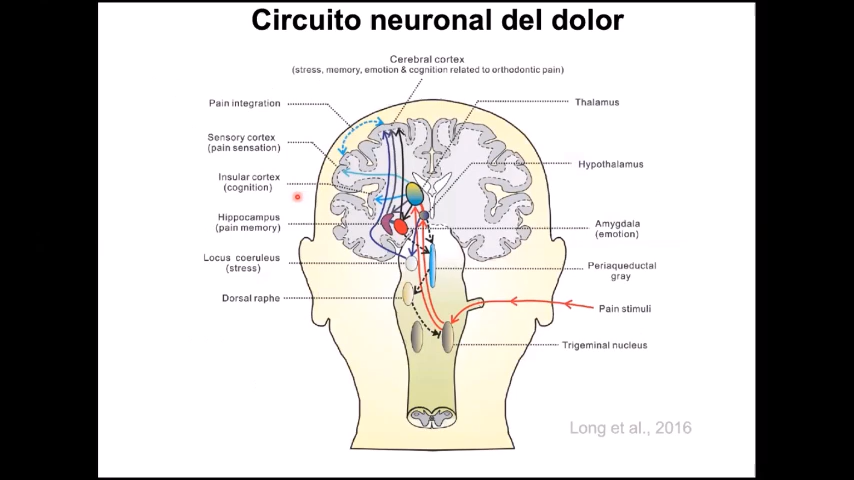 Circuito neuronal del dolor
Cerebral cortex
(stress, memory, emotion & cognition related to orthodontic pain)
Pain integration
Thalamus
Sensory cortex
(pain sensation)
Hypothalamus
Insular cortex
(cognition)
Hippocampus
(pain memory)
Amygdala
(emotion)
Locus coeruleus
(stress)
Periaqueductal
gray
Dorsal raphe
Pain stimuli
Trigeminal nucleus
Long et al., 2016